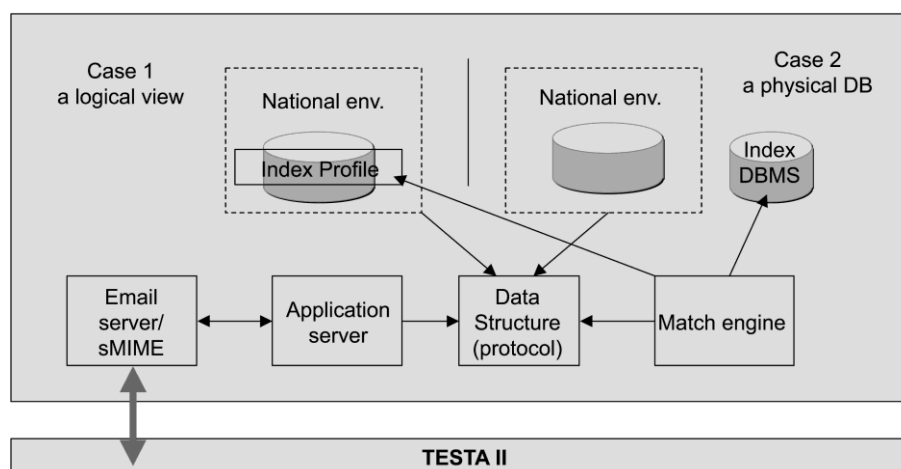 Case 1
a logical view
National env.
Index Profile
National env.
Case 2
a physical DB
Index
DBMS
Email
server/
sMIME
Application
server
Data
Structure
(protocol)
Match engine
TESTA II